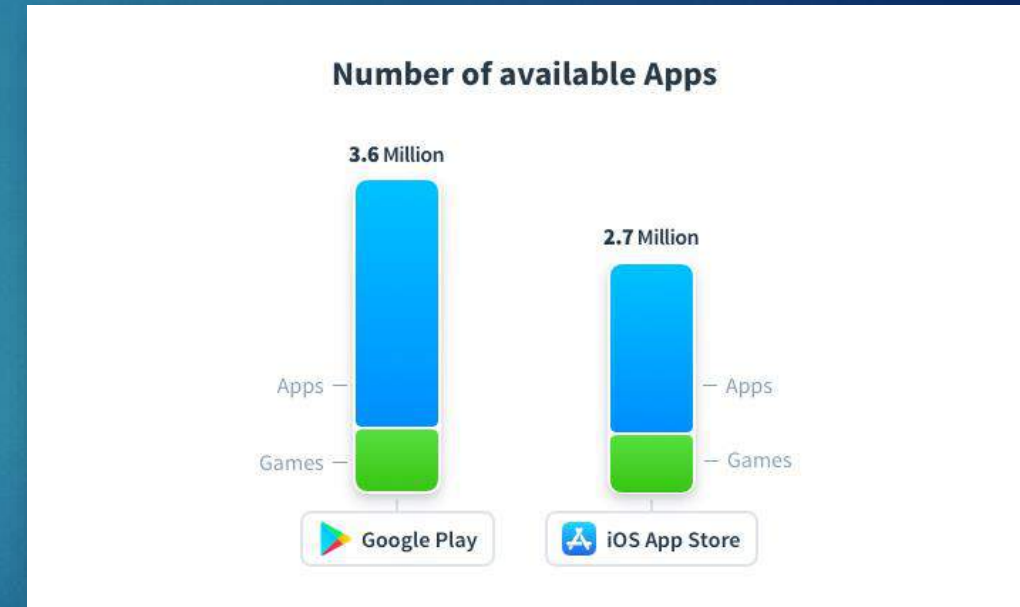 Number of available Apps
3.6 Million
2.7 Million
Apps
Apps
Games
Games
Google Play
iOS App Store